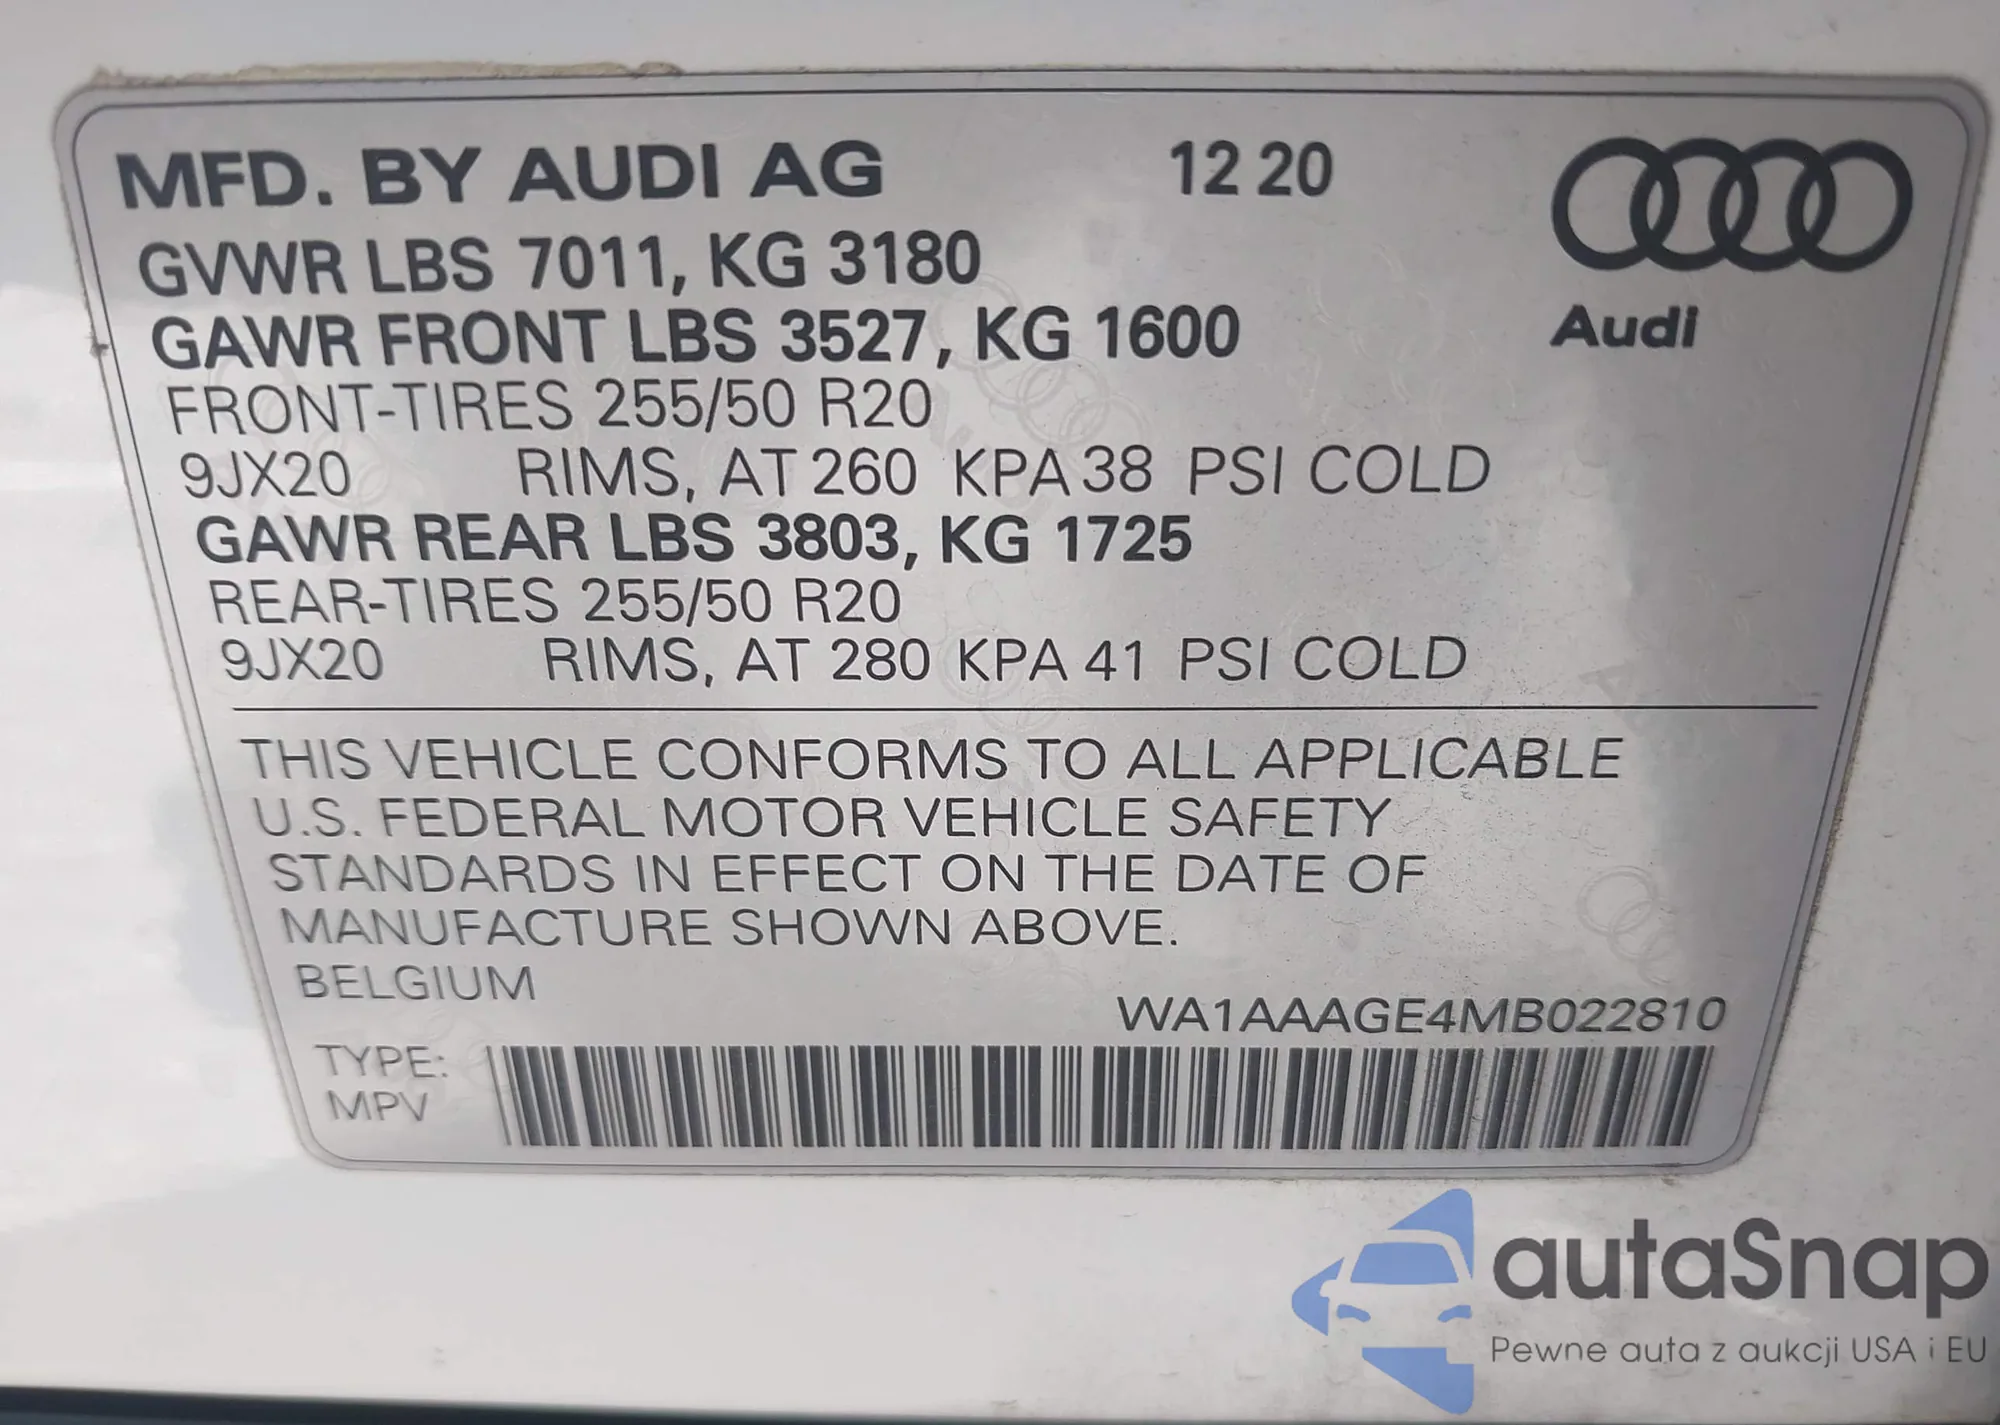 MFD. BY AUDI AG 12 20
GVWR LBS 7011, KG 3180
GAWR FRONT LBS 3527, KG 1600
Audi
FRONT-TIRES 255/50 R20
9JX20 RIMS, AT 260 KPA 38 PSI COLD
GAWR REAR LBS 3803, KG 1725
REAR-TIRES 255/50 R20
9JX20 RIMS, AT 280 KPA 41 PSI COLD
THIS VEHICLE CONFORMS TO ALL APPLICABLE
U.S. FEDERAL MOTOR VEHICLE SAFETY
STANDARDS IN EFFECT ON THE DATE OF
MANUFACTURE SHOWN ABOVE.
BELGIUM
WA1AAAGE4MB022810
TYPE:
MPV
autaSnap
Pewne auta z aukcji USA i EU